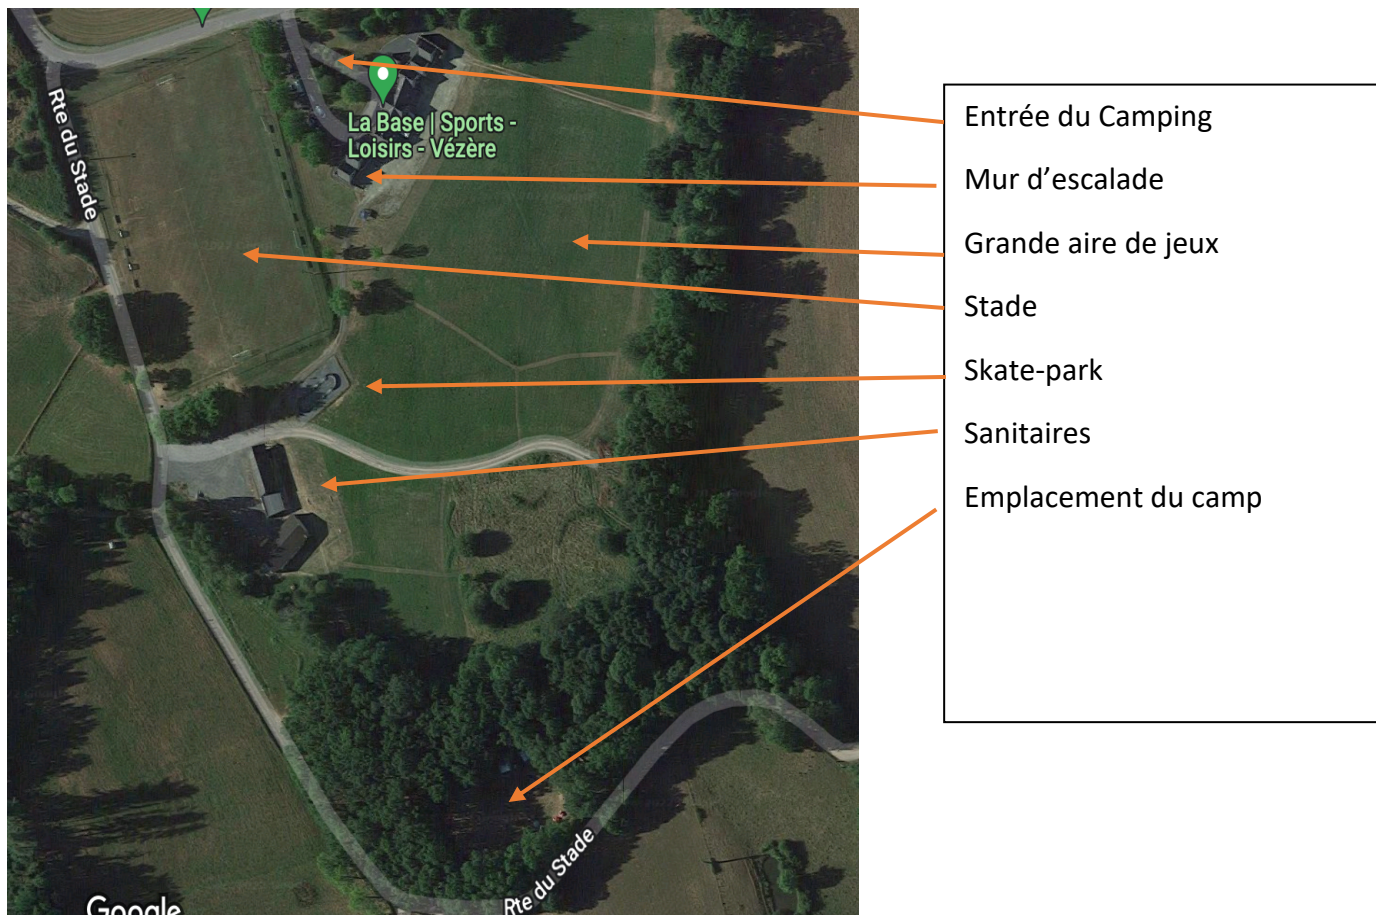 Rte du Stade
La Base | Sports -
Loisirs - Vézère
Entrée du Camping
Mur d’escalade
Grande aire de jeux
Stade
Skate-park
Sanitaires
Emplacement du camp
Rte du Stade
Google